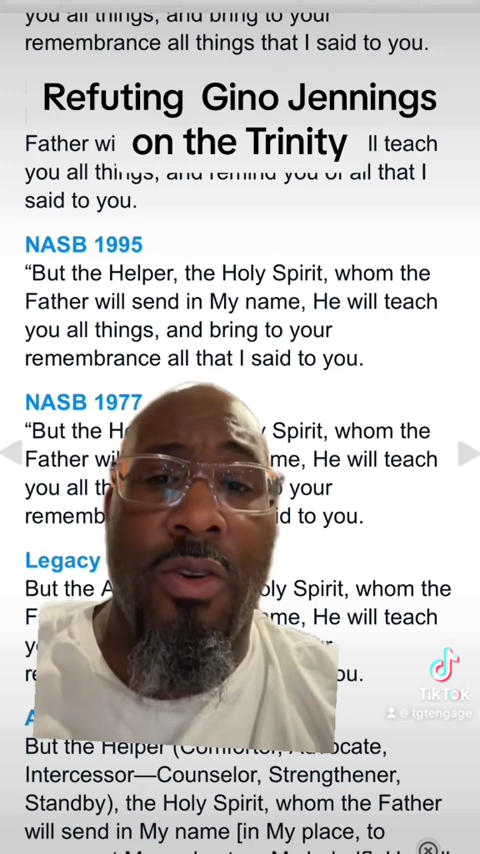 you all things, and bring to your
remembrance all things that I said to you.
Refuting Gino Jennings
on the Trinity
Father wi ll teach
you all things, and remind you of all that I
said to you.
NASB 1995
“But the Helper, the Holy Spirit, whom the
Father will send in My name, He will teach
you all things, and bring to your
remembrance all that I said to you.
NASB 1977
“But the Spirit, whom the
Father me, He will teach
you all your
id to you.
Legacy
But the oly Spirit, whom the
me, He will teach
ou.
But the Helper (Comforter, Advocate,
Intercessor—Counselor, Strengthener,
Standby), the Holy Spirit, whom the Father
will send in My name [in My place, to
TikTok
@tgtengage